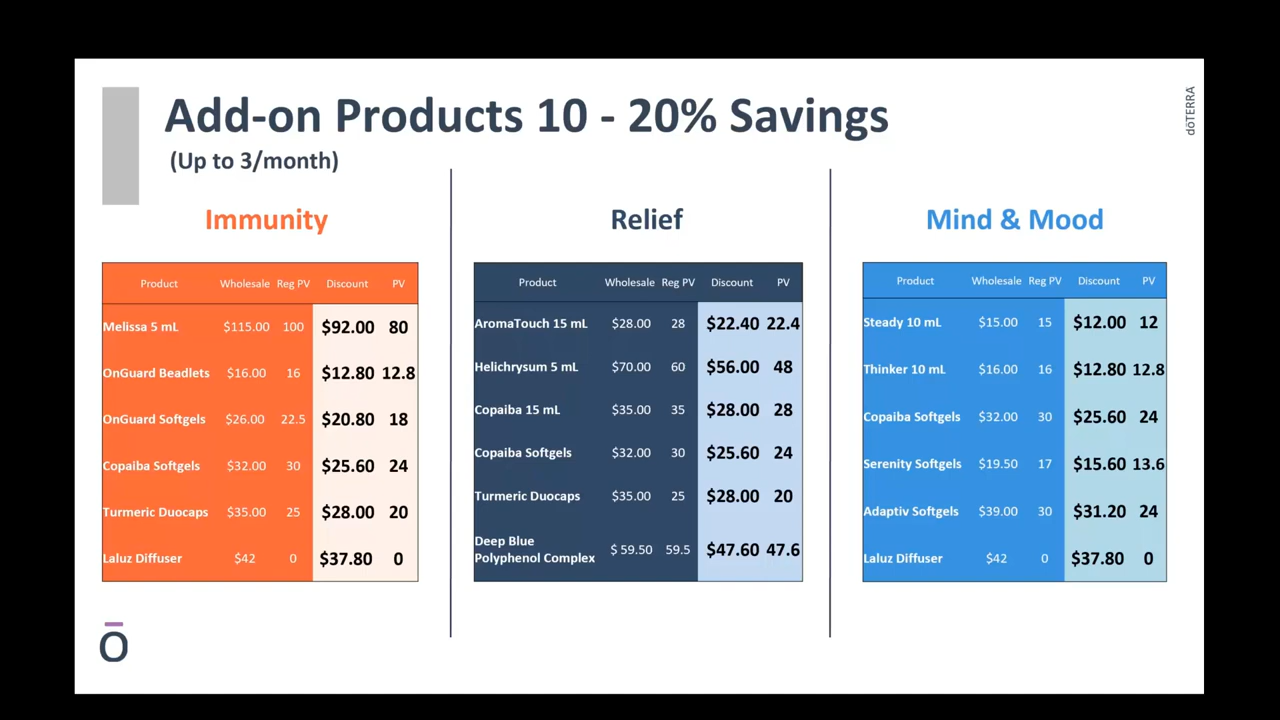 Add-on Products 10 - 20% Savings
(Up to 3/month)
dōTERRA
Immunity
Product Wholesale Reg PV Discount PV
Melissa 5 mL $115.00 100 $92.00 80
OnGuard Beadlets $16.00 16 $12.80 12.8
OnGuard Softgels $26.00 22.5 $20.80 18
Copaiba Softgels $32.00 30 $25.60 24
Turmeric Duocaps $35.00 25 $28.00 20
Laluz Diffuser $42 0 $37.80 0
Relief
Product Wholesale Reg PV Discount PV
AromaTouch 15 mL $28.00 28 $22.40 22.4
Helichrysum 5 mL $70.00 60 $56.00 48
Copaiba 15 mL $35.00 35 $28.00 28
Copaiba Softgels $32.00 30 $25.60 24
Turmeric Duocaps $35.00 25 $28.00 20
Deep Blue
Polyphenol Complex $ 59.50 59.5 $47.60 47.6
Mind & Mood
Product Wholesale Reg PV Discount PV
Steady 10 mL $15.00 15 $12.00 12
Thinker 10 mL $16.00 16 $12.80 12.8
Copaiba Softgels $32.00 30 $25.60 24
Serenity Softgels $19.50 17 $15.60 13.6
Adaptiv Softgels $39.00 30 $31.20 24
Laluz Diffuser $42 0 $37.80 0
ō